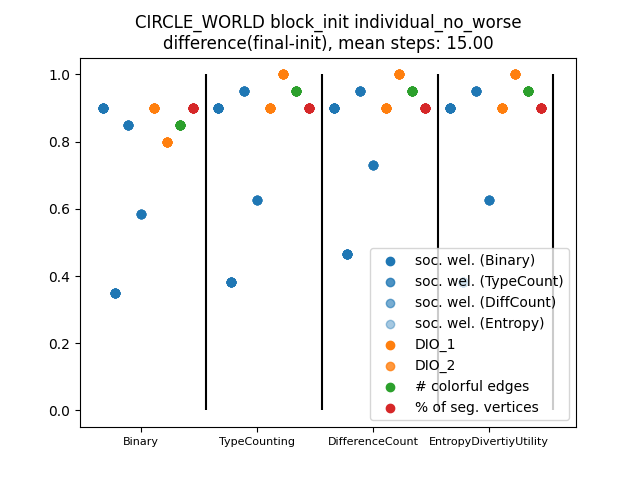 CIRCLE_WORLD block_init individual_no_worse
difference(final-init), mean steps: 15.00
1.0
0.8
0.6
0.4
0.2
0.0
soc. wel. (Binary)
soc. wel. (TypeCount)
soc. wel. (DiffCount)
soc. wel. (Entropy)
DIO_1
DIO_2
# colorful edges
% of seg. vertices
Binary
TypeCounting
DifferenceCount
EntropyDivertiyUtility